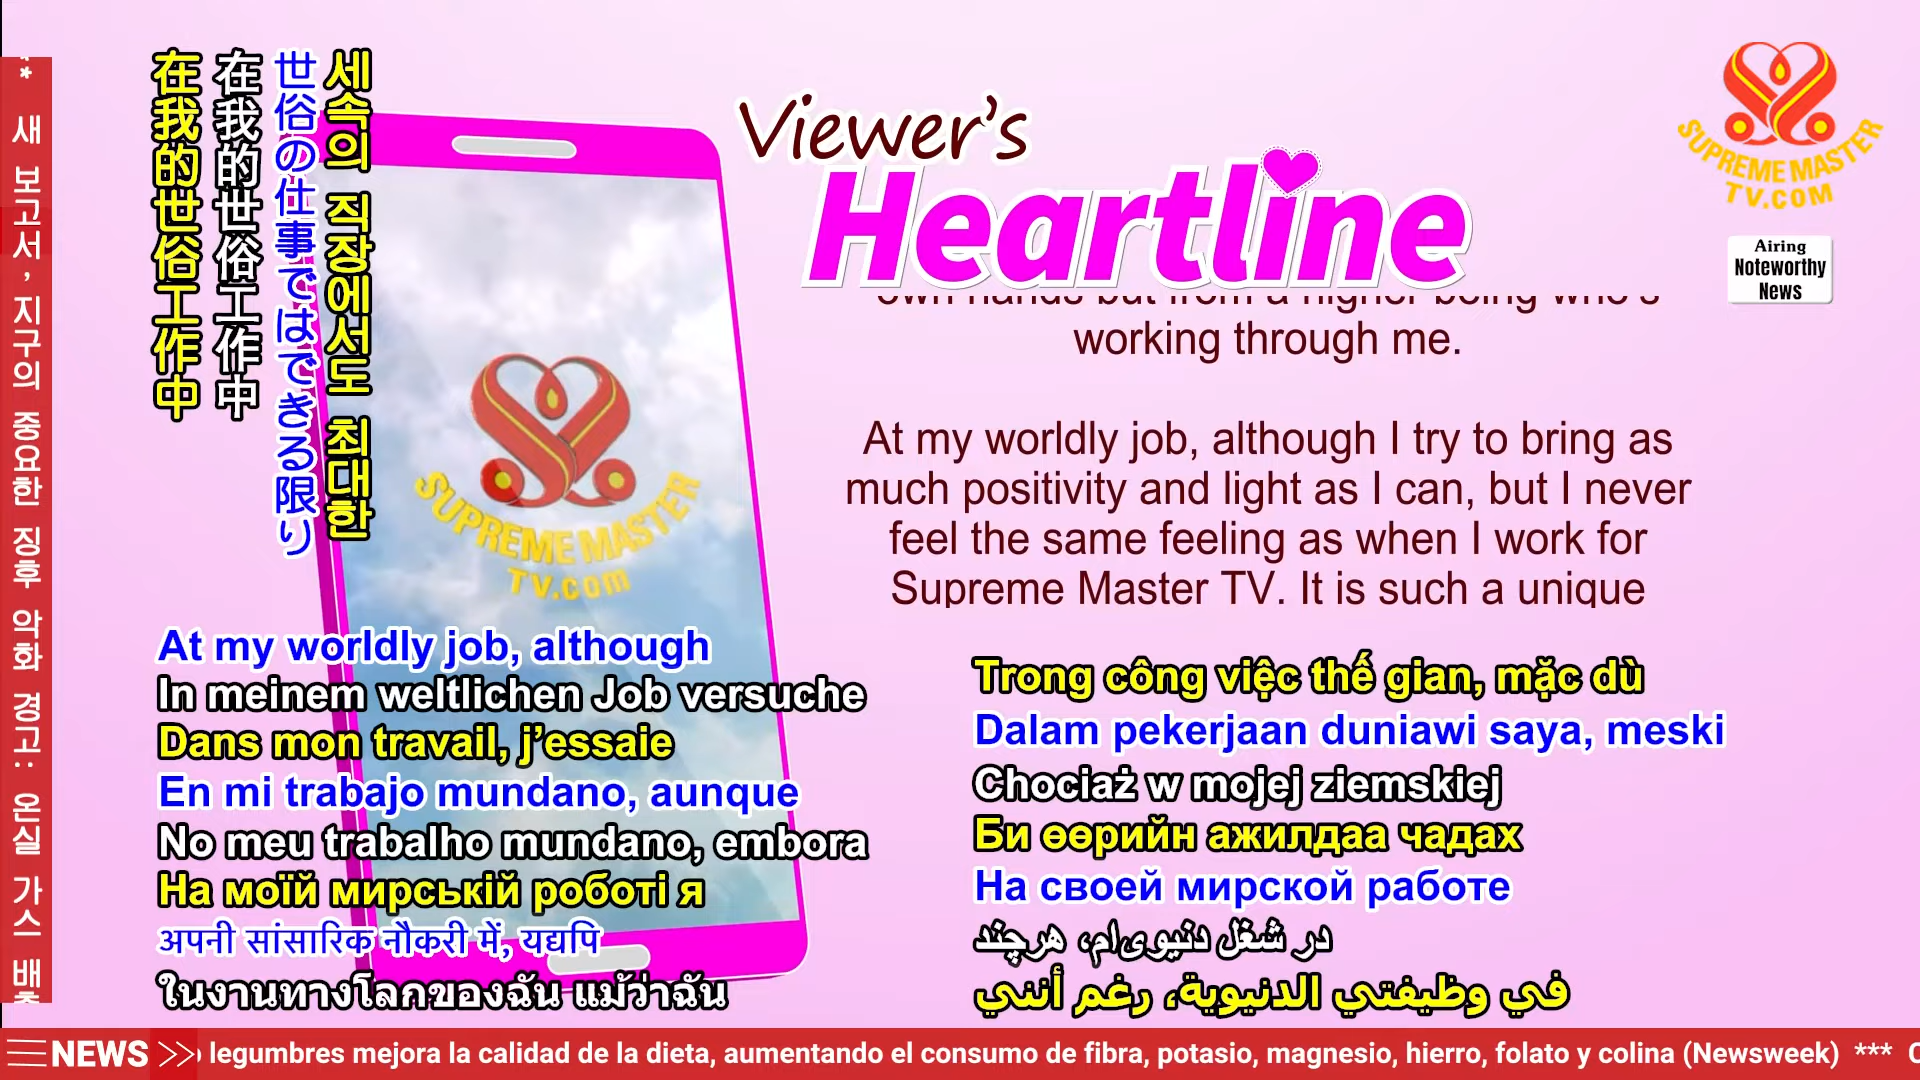 ** 새 보고서, 지구의 중요한 징후 악화 경고: 온실 가스
在我的世俗工作中
在我的世俗工作中
世俗の仕事ではできる限り
세속의 직장에서도 최대한
Viewer's
Heartline
SUPREME MASTER
TV.COM
Airing
Noteworthy
News
own hands but from a higher being who's
working through me.
At my worldly job, although I try to bring as
much positivity and light as I can, but I never
feel the same feeling as when I work for
Supreme Master TV. It is such a unique
SUPREME MASTER
TV.com
At my worldly job, although
In meinem weltlichen Job versuche
Dans mon travail, j'essaie
En mi trabajo mundano, aunque
No meu trabalho mundano, embora
На моїй мирській роботі я
अपनी सांसारिक नौकरी में, यद्यपि
ในงานทางโลกของฉัน แม้ว่าฉัน
Trong công việc thế gian, mặc dù
Dalam pekerjaan duniawi saya, meski
Chociaż w mojej ziemskiej
Би өөрийн ажилдаа чадах
На своей мирской работе
در شغل دنیوی‌ام، هرچند
في وظيفتي الدنيوية، رغم أنني
NEWS legumbres mejora la calidad de la dieta, aumentando el consumo de fibra, potasio, magnesio, hierro, folato y colina (Newsweek) ***